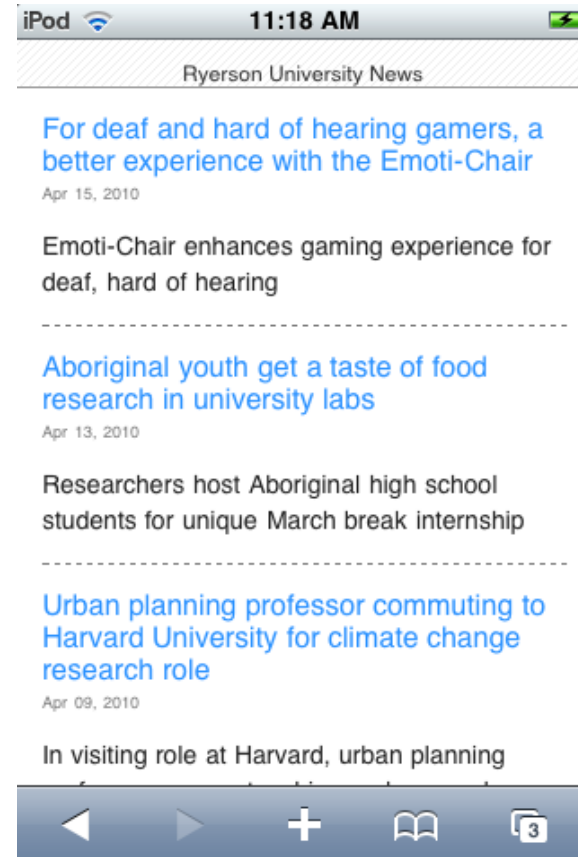 iPod 11:18 AM
Ryerson University News
For deaf and hard of hearing gamers, a
better experience with the Emoti-Chair
Apr 15, 2010
Emoti-Chair enhances gaming experience for
deaf, hard of hearing
Aboriginal youth get a taste of food
research in university labs
Apr 13, 2010
Researchers host Aboriginal high school
students for unique March break internship
Urban planning professor commuting to
Harvard University for climate change
research role
Apr 09, 2010
In visiting role at Harvard, urban planning
3